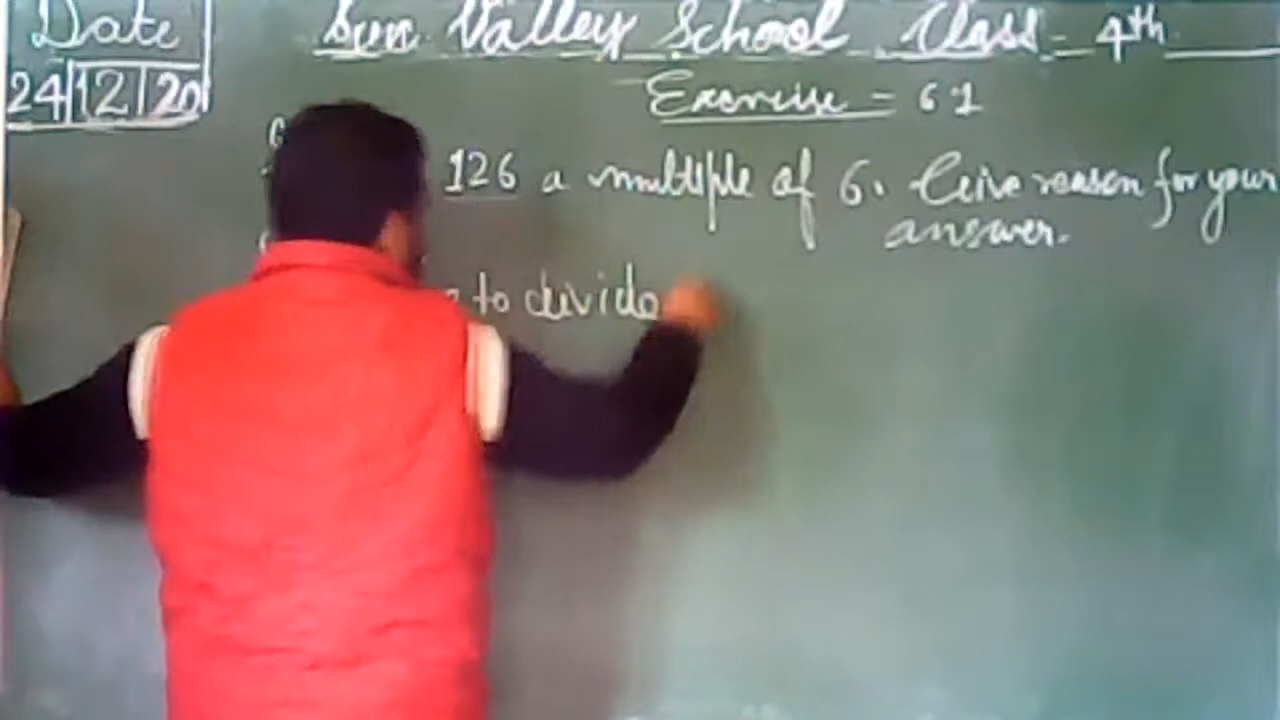 Date
24|12|20
Sun Valley School Class - 4th
Exercise - 6.1
126 a multiple of 6. Give reason for your
answer.
to divide